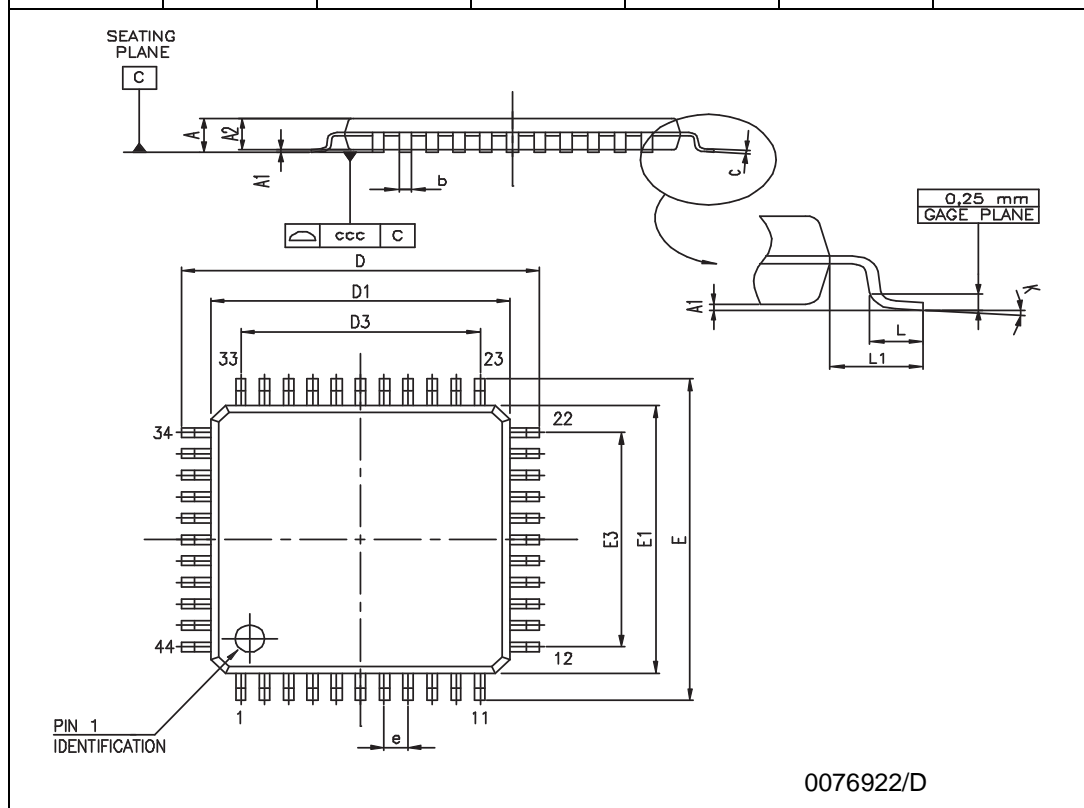 SEATING
PLANE
C
A
A2
A1
b
c
ccc C
0,25 mm
GAGE PLANE
D
D1
D3
A1
K
L
L1
33
23
34
22
E3
E1
E
44
12
1
11
e
PIN 1
IDENTIFICATION
0076922/D